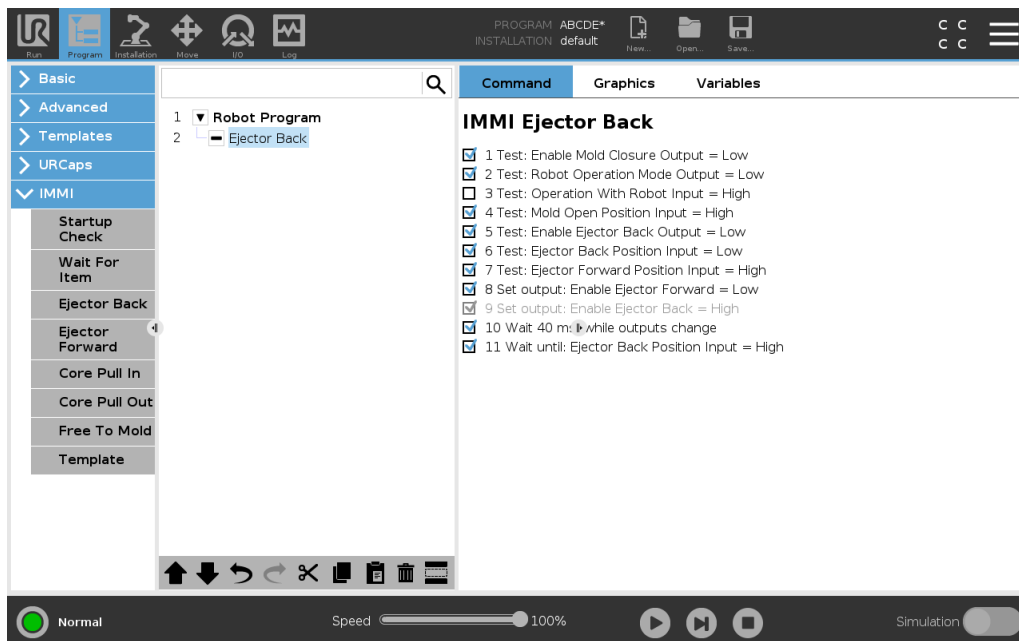 PROGRAM ABCDE*
INSTALLATION default
Run
Program
Installation
Move
I/O
Log
New...
Open...
Save...
C C
C C
Basic
Advanced
Templates
URCaps
IMMI
Startup
Check
Wait For
Item
Ejector Back
Ejector
Forward
Core Pull In
Core Pull Out
Free To Mold
Template
1 Robot Program
2 Ejector Back
Command Graphics Variables
IMMI Ejector Back
1 Test: Enable Mold Closure Output = Low
2 Test: Robot Operation Mode Output = Low
3 Test: Operation With Robot Input = High
4 Test: Mold Open Position Input = High
5 Test: Enable Ejector Back Output = Low
6 Test: Ejector Back Position Input = Low
7 Test: Ejector Forward Position Input = High
8 Set output: Enable Ejector Forward = Low
9 Set output: Enable Ejector Back = High
10 Wait 40 ms while outputs change
11 Wait until: Ejector Back Position Input = High
Normal
Speed 100%
Simulation